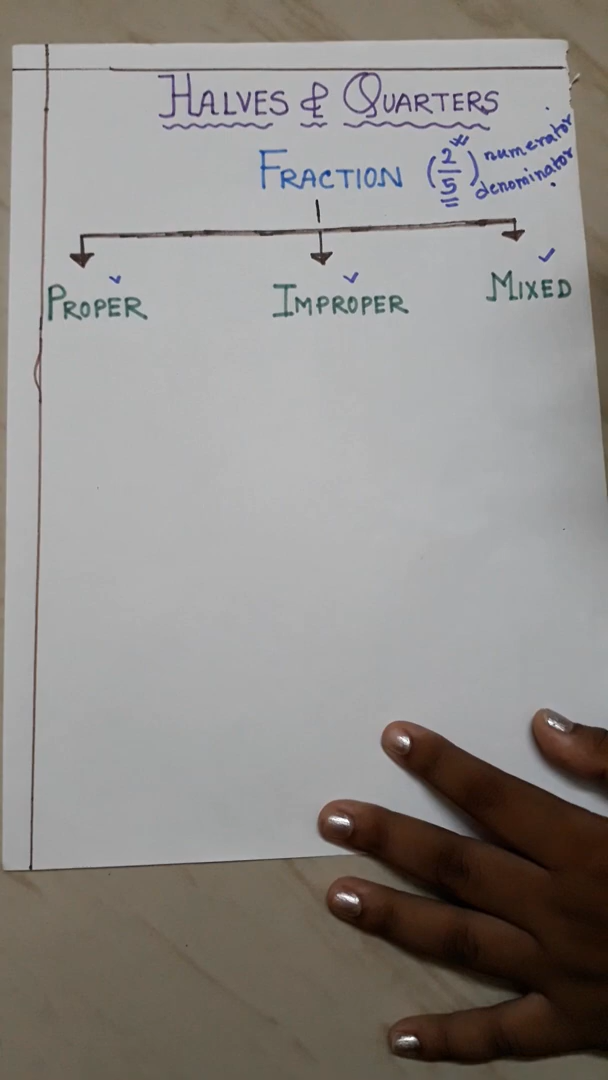 HALVES & QUARTERS
FRACTION (2/5) numerator
denominator
PROPER IMPROPER MIXED